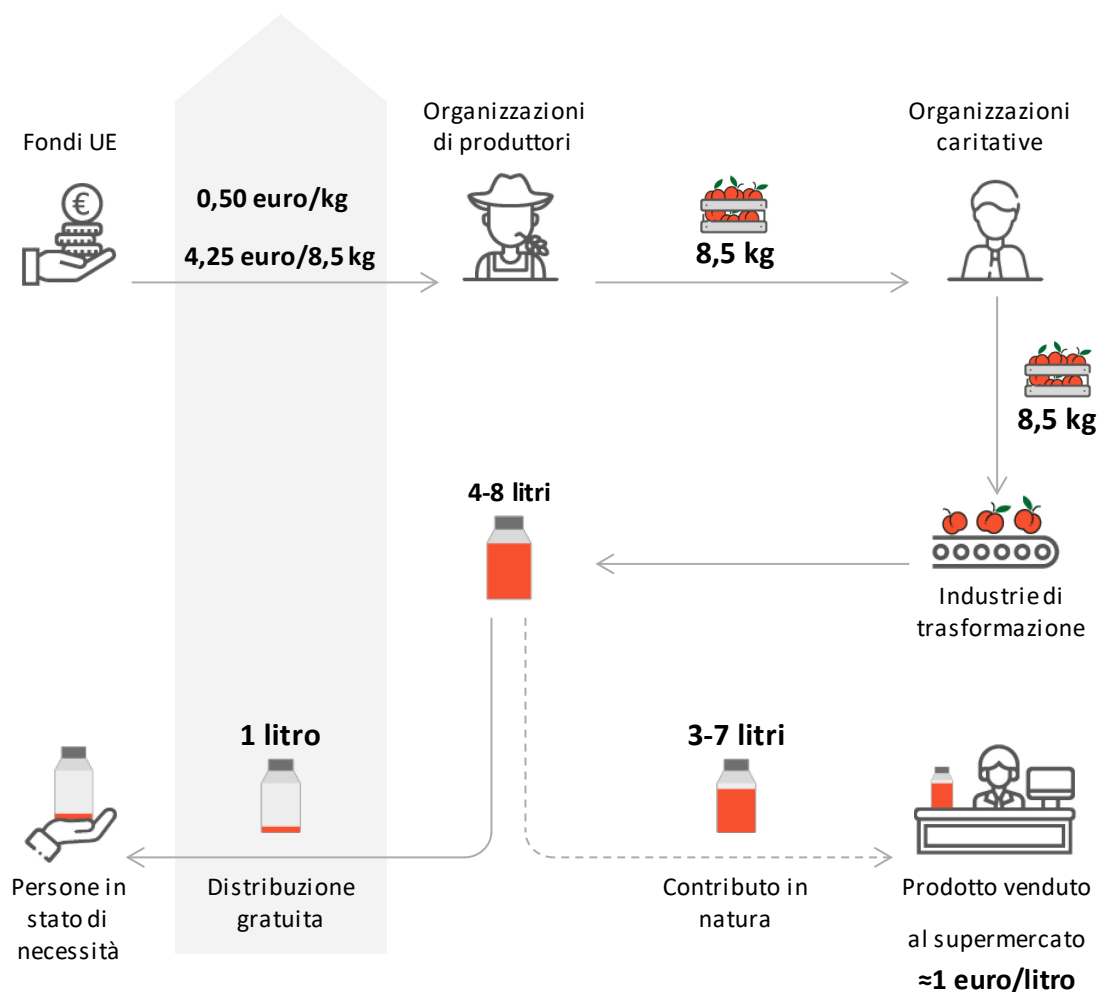 Fondi UE
0,50 euro/kg
4,25 euro/8,5 kg
Organizzazioni
di produttori
8,5 kg
Organizzazioni
caritative
8,5 kg
Industrie di
trasformazione
4-8 litri
1 litro
Distribuzione
gratuita
Persone in
stato di
necessità
3-7 litri
Contributo in
natura
Prodotto venduto
al supermercato
≈1 euro/litro